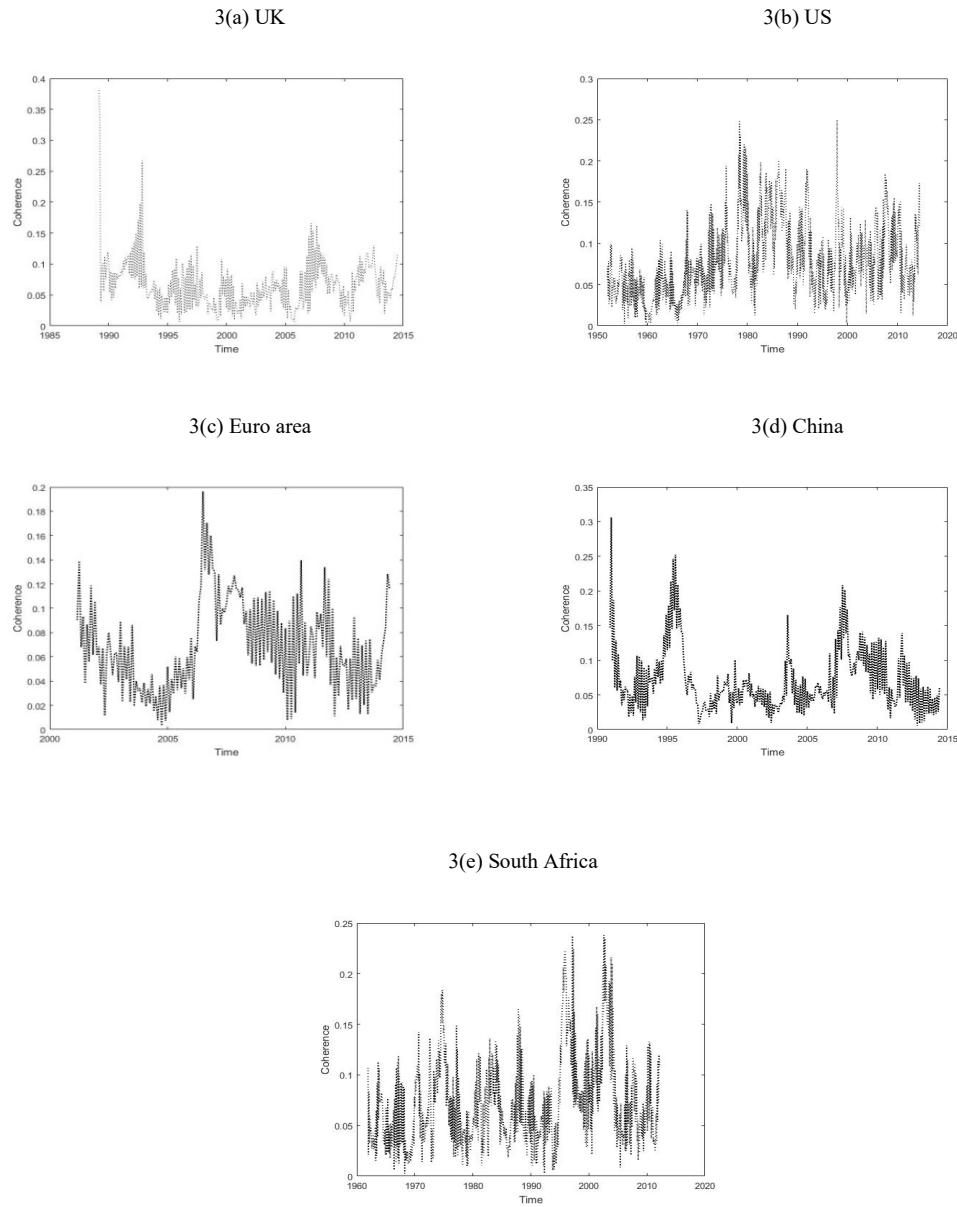 3(a) UK
3(b) US
0.4
0.35
0.3
0.25
0.2
0.15
0.1
0.05
0
Coherence
1985 1990 1995 2000 2005 2010 2015
Time
0.3
0.25
0.2
0.15
0.1
0.05
0
Coherence
1950 1960 1970 1980 1990 2000 2010 2020
Time
3(c) Euro area
3(d) China
0.2
0.18
0.16
0.14
0.12
0.1
0.08
0.06
0.04
0.02
0
Coherence
2000 2005 2010 2015
Time
0.35
0.3
0.25
0.2
0.15
0.1
0.05
0
Coherence
1990 1995 2000 2005 2010 2015
Time
3(e) South Africa
0.25
0.2
0.15
0.1
0.05
0
Coherence
1960 1970 1980 1990 2000 2010 2020
Time